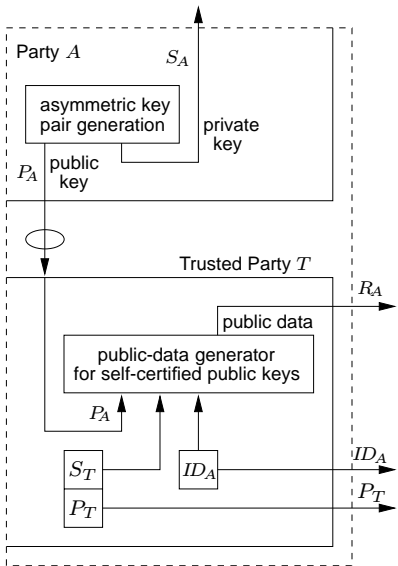 Party A
S_A
asymmetric key
pair generation
private
key
P_A
public
key
Trusted Party T
R_A
public data
public-data generator
for self-certified public keys
P_A
S_T
ID_A
ID_A
P_T
P_T